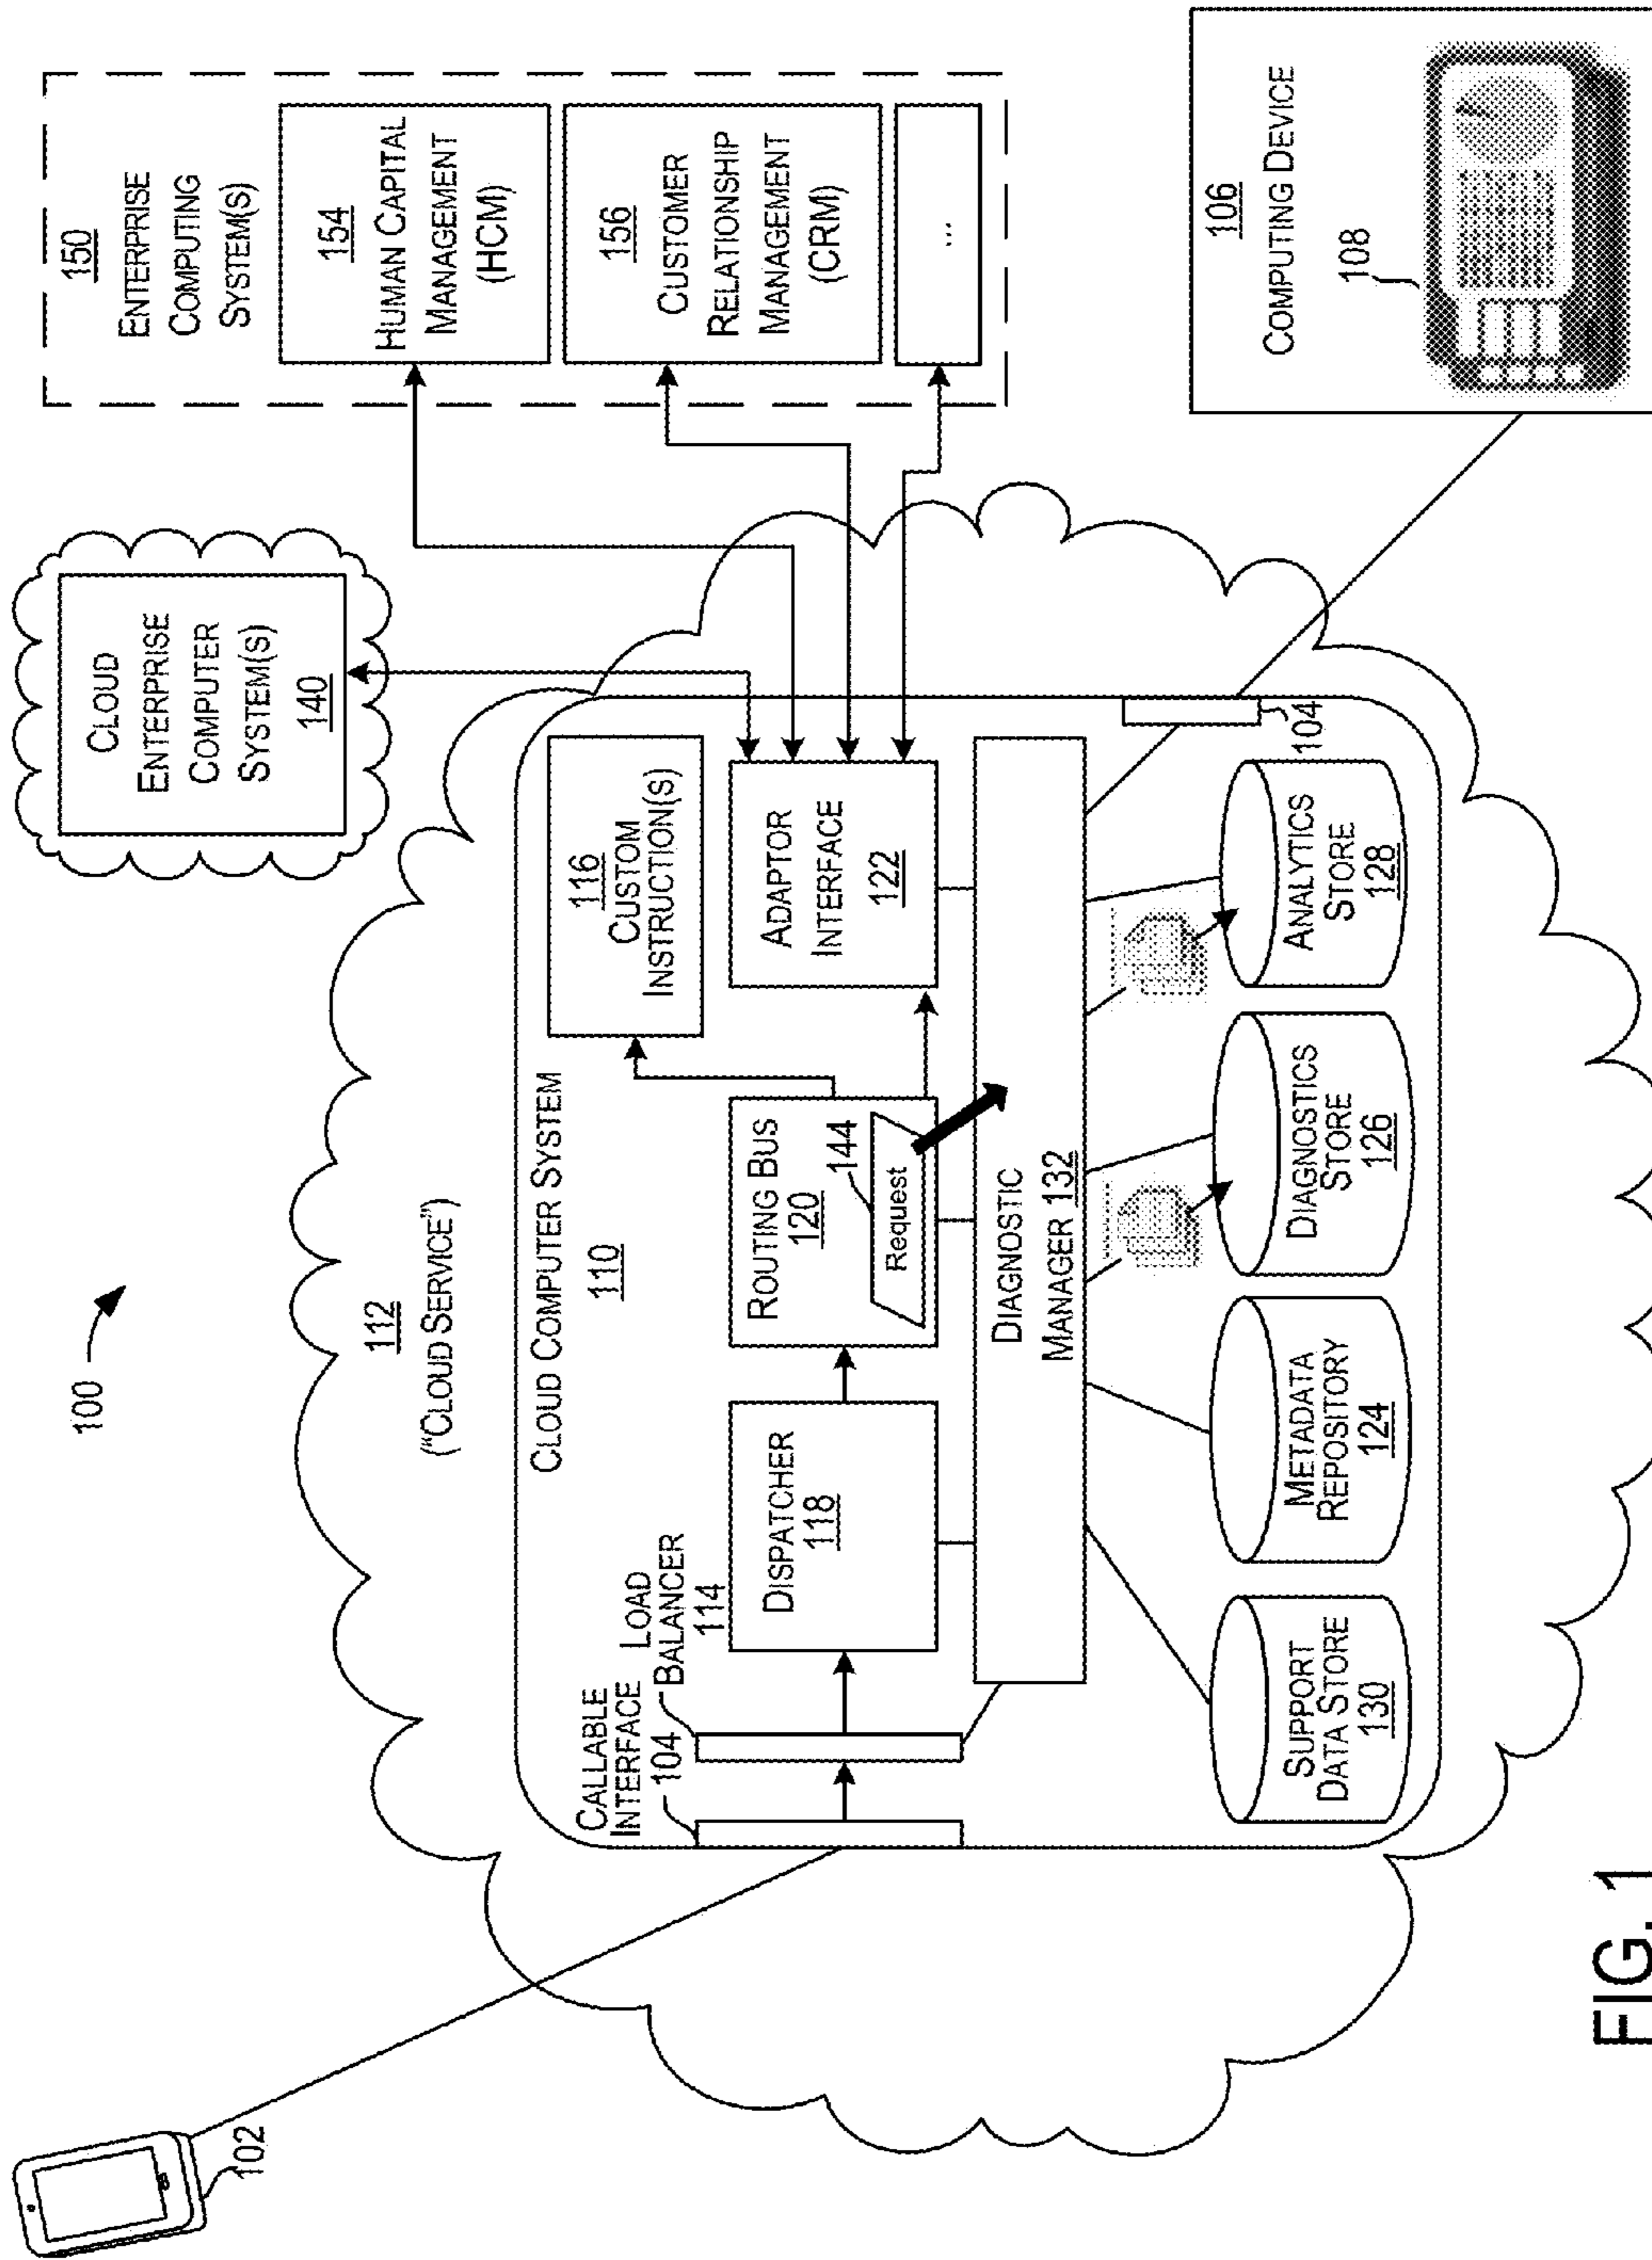 100
102
112
("CLOUD SERVICE")
CLOUD COMPUTER SYSTEM
110
CALLABLE
INTERFACE
104
LOAD
BALANCER
114
DISPATCHER
118
ROUTING BUS
120
144
Request
116
CUSTOM
INSTRUCTION(S)
ADAPTOR
INTERFACE
122
DIAGNOSTIC
MANAGER 132
SUPPORT
DATA STORE
130
METADATA
REPOSITORY
124
DIAGNOSTICS
STORE
126
ANALYTICS
STORE
128
104
CLOUD
ENTERPRISE
COMPUTER
SYSTEM(S)
140
150
ENTERPRISE
COMPUTING
SYSTEM(S)
154
HUMAN CAPITAL
MANAGEMENT
(HCM)
156
CUSTOMER
RELATIONSHIP
MANAGEMENT
(CRM)
...
106
COMPUTING DEVICE
108
FIG. 1